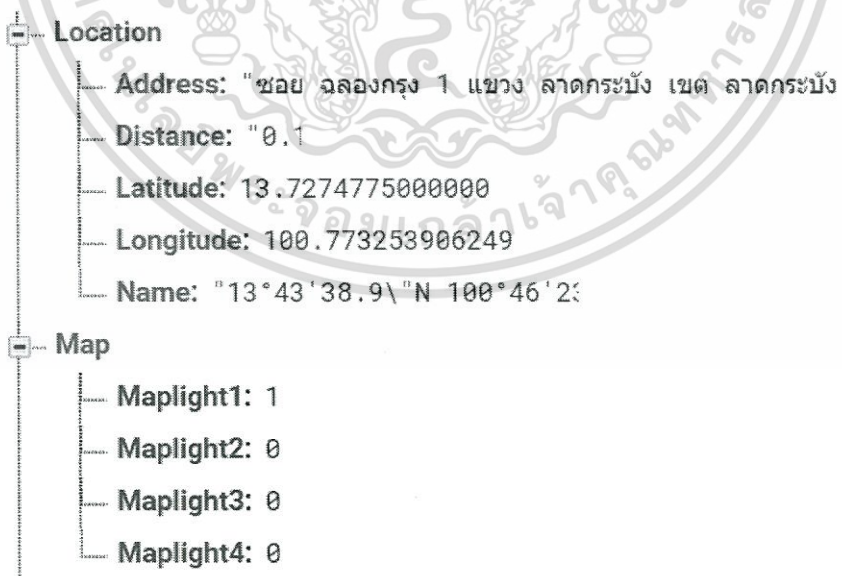 Location
Address: "ซอย ฉลองกรุง 1 แขวง ลาดกระบัง เขต ลาดกระบัง
Distance: "0.1
Latitude: 13.7274775000000
Longitude: 100.773253906249
Name: "13°43'38.9\"N 100°46'23
Map
Maplight1: 1
Maplight2: 0
Maplight3: 0
Maplight4: 0